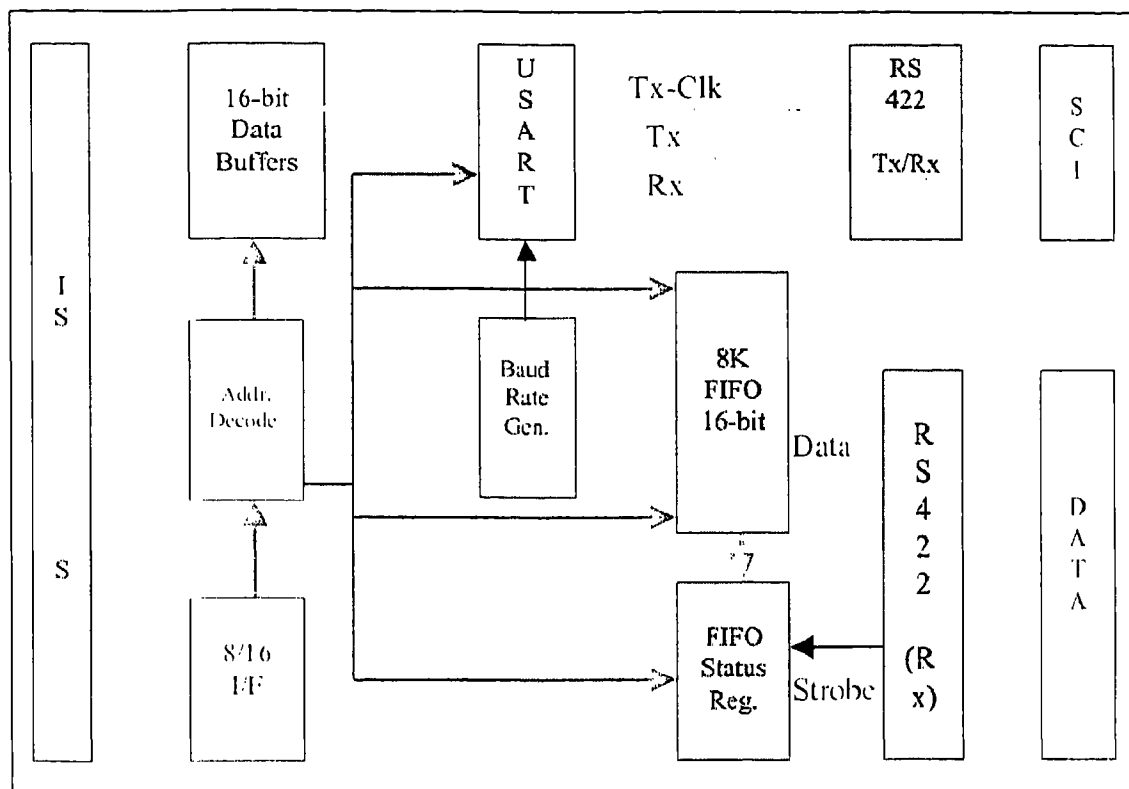 I
S
S
16-bit
Data
Buffers
Addr.
Decode
8/16
I/F
U
S
A
R
T
Baud
Rate
Gen.
Tx-Clk
Tx
Rx
8K
FIFO
16-bit
Data
FIFO
Status
Reg.
Strobe
RS
422
Tx/Rx
R
S
4
2
2
(R
x)
S
C
I
D
A
T
A